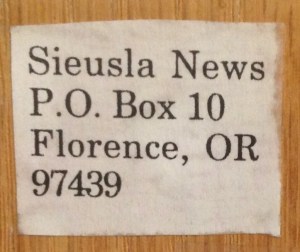 Sieusla News
P.O. Box 10
Florence, OR
97439